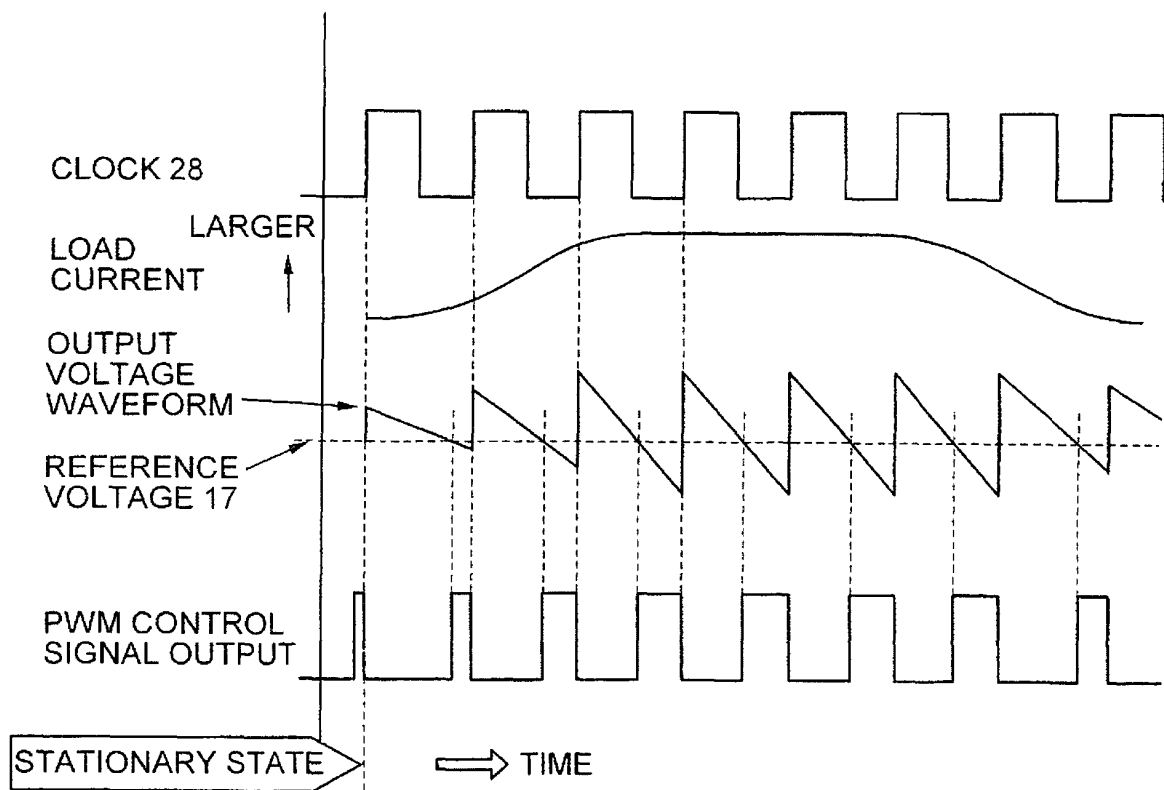 CLOCK 28
LARGER
LOAD
CURRENT
OUTPUT
VOLTAGE
WAVEFORM
REFERENCE
VOLTAGE 17
PWM CONTROL
SIGNAL OUTPUT
STATIONARY STATE
TIME